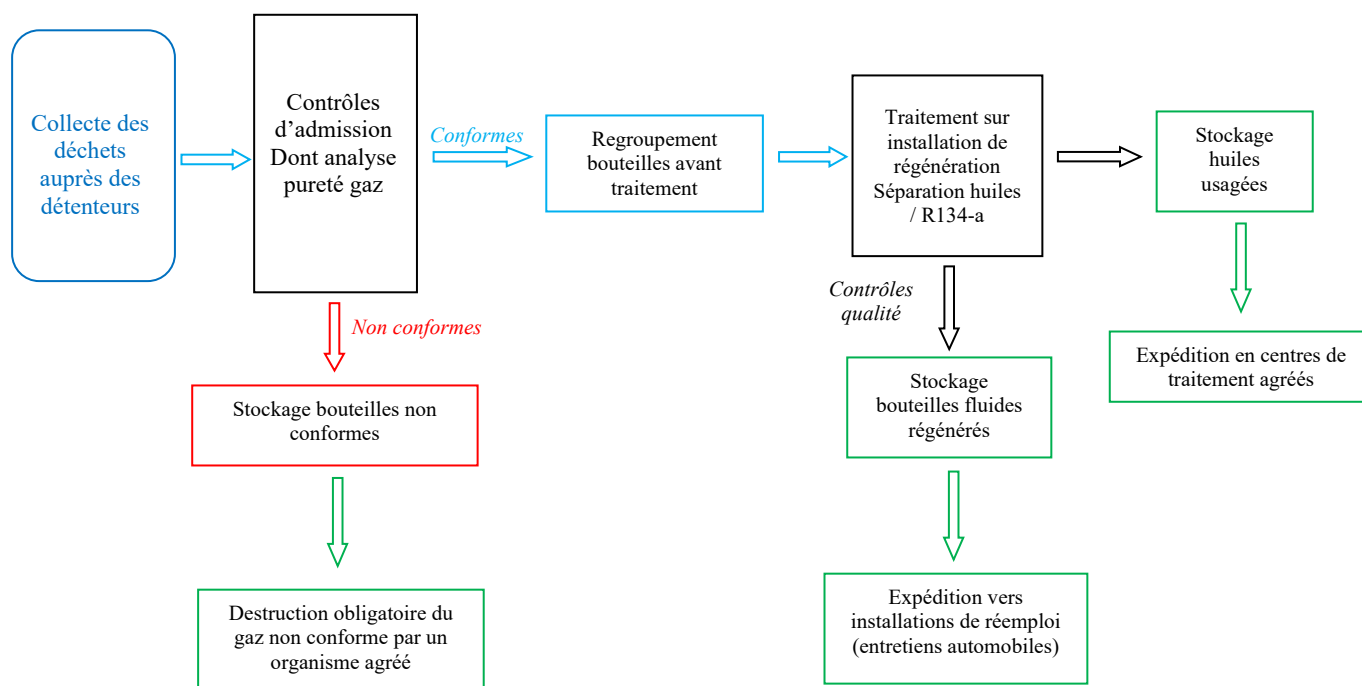 Collecte des
déchets
auprès des
détenteurs
Contrôles
d’admission
Dont analyse
pureté gaz
Conformes
Regroupement
bouteilles avant
traitement
Traitement sur
installation de
régénération
Séparation huiles
/ R134-a
Stockage
huiles
usagées
Non conformes
Contrôles
qualité
Expédition en centres de
traitement agréés
Stockage bouteilles non
conformes
Stockage
bouteilles fluides
régénérés
Destruction obligatoire du
gaz non conforme par un
organisme agréé
Expédition vers
installations de réemploi
(entretiens automobiles)